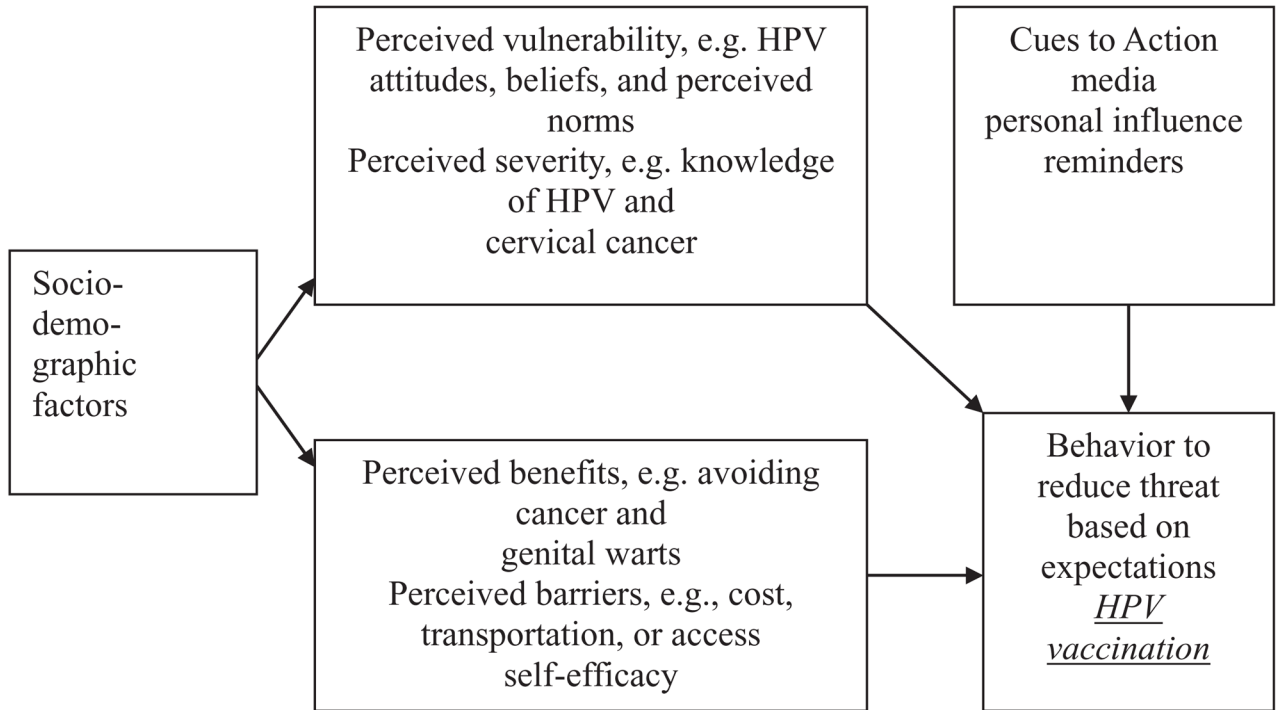 Perceived vulnerability, e.g. HPV
attitudes, beliefs, and perceived
norms
Perceived severity, e.g. knowledge
of HPV and
cervical cancer
Cues to Action
media
personal influence
reminders
Socio-
demo-
graphic
factors
Perceived benefits, e.g. avoiding
cancer and
genital warts
Perceived barriers, e.g., cost,
transportation, or access
self-efficacy
Behavior to
reduce threat
based on
expectations
HPV
vaccination